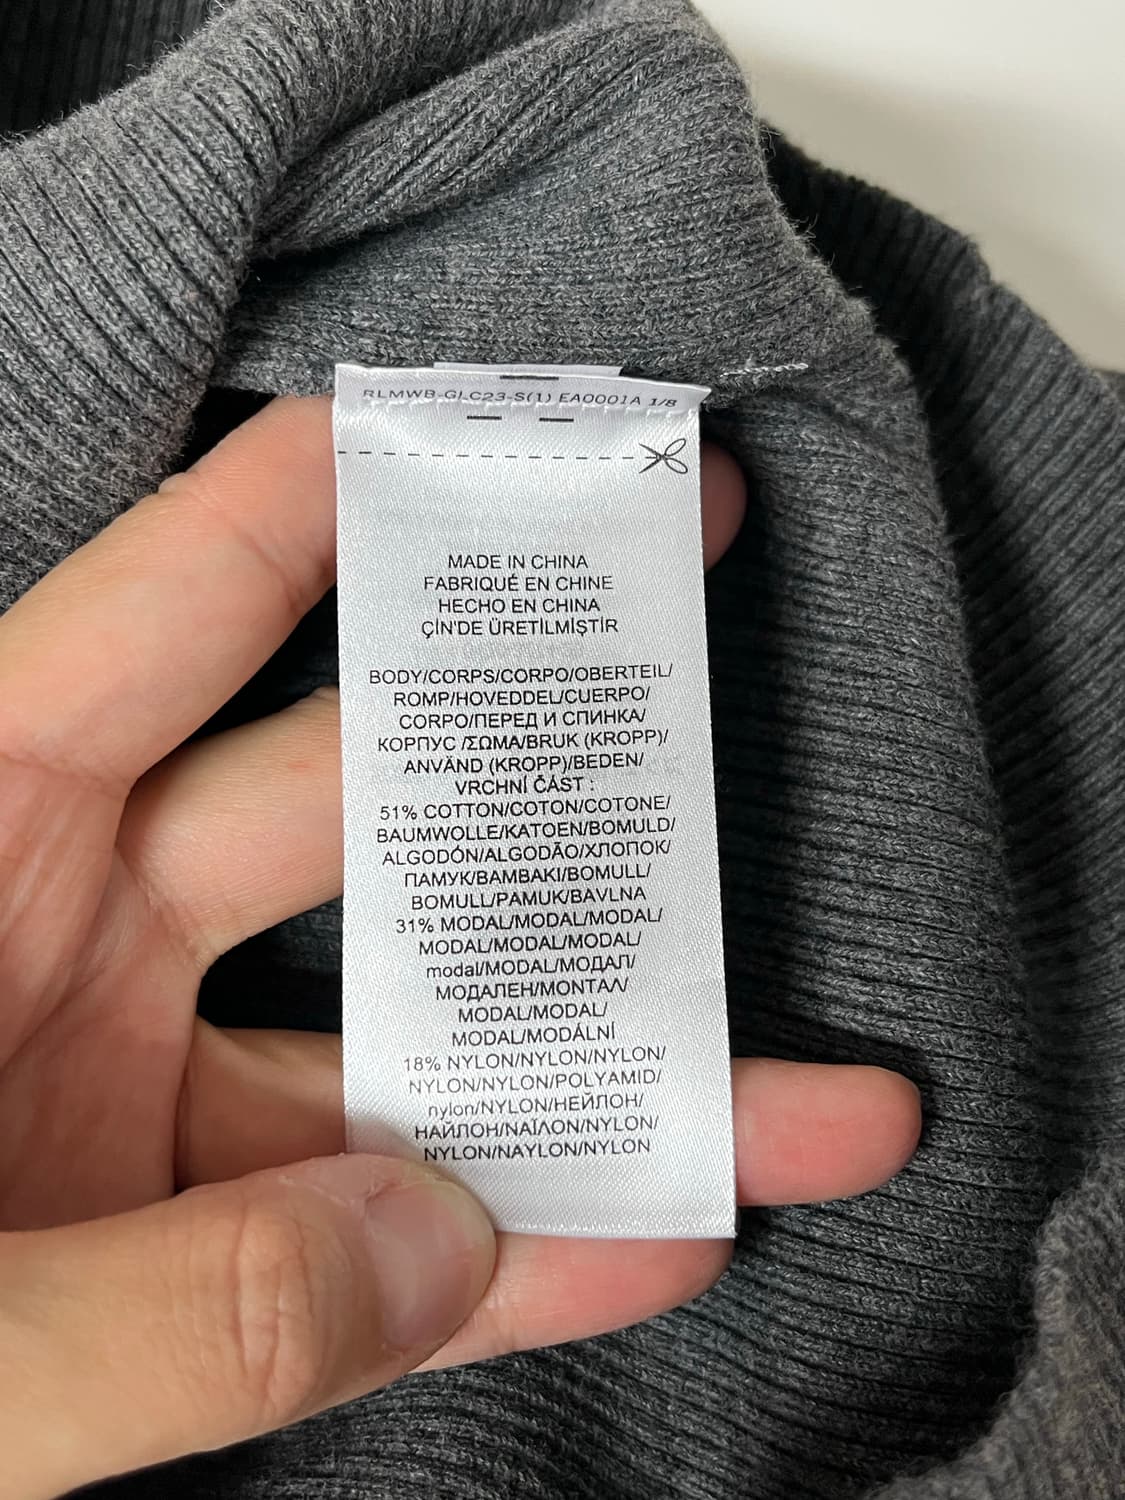 RLMWB-GLC23-S(1) EA0001A 1/8
MADE IN CHINA
FABRIQUÉ EN CHINE
HECHO EN CHINA
ÇİN'DE ÜRETİLMİŞTİR
BODY/CORPS/CORPO/OBERTEIL/
ROMP/HOVEDDEL/CUERPO/
CORPO/ПЕРЕД И СПИНКА/
КОРПУС /ΣΩΜΑ/BRUK (KROPP)/
ANVÄND (KROPP)/BEDEN/
VRCHNÍ ČÁST :
51% COTTON/COTON/COTONE/
BAUMWOLLE/KATOEN/BOMULD/
ALGODÓN/ALGODÃO/ХЛОПОК/
ПАМУК/ΒΑΜΒΑΚΙ/BOMULL/
BOMULL/PAMUK/BAVLNA
31% MODAL/MODAL/MODAL/
MODAL/MODAL/MODAL/
modal/MODAL/МОДАЛ/
МОДАЛЕН/ΜΟΝΤΑΛ/
MODAL/MODAL/
MODAL/MODÁLNÍ
18% NYLON/NYLON/NYLON/
NYLON/NYLON/POLYAMID/
nylon/NYLON/НЕЙЛОН/
НАЙЛОН/ΝΑΪΛΟΝ/NYLON/
NYLON/NAYLON/NYLON